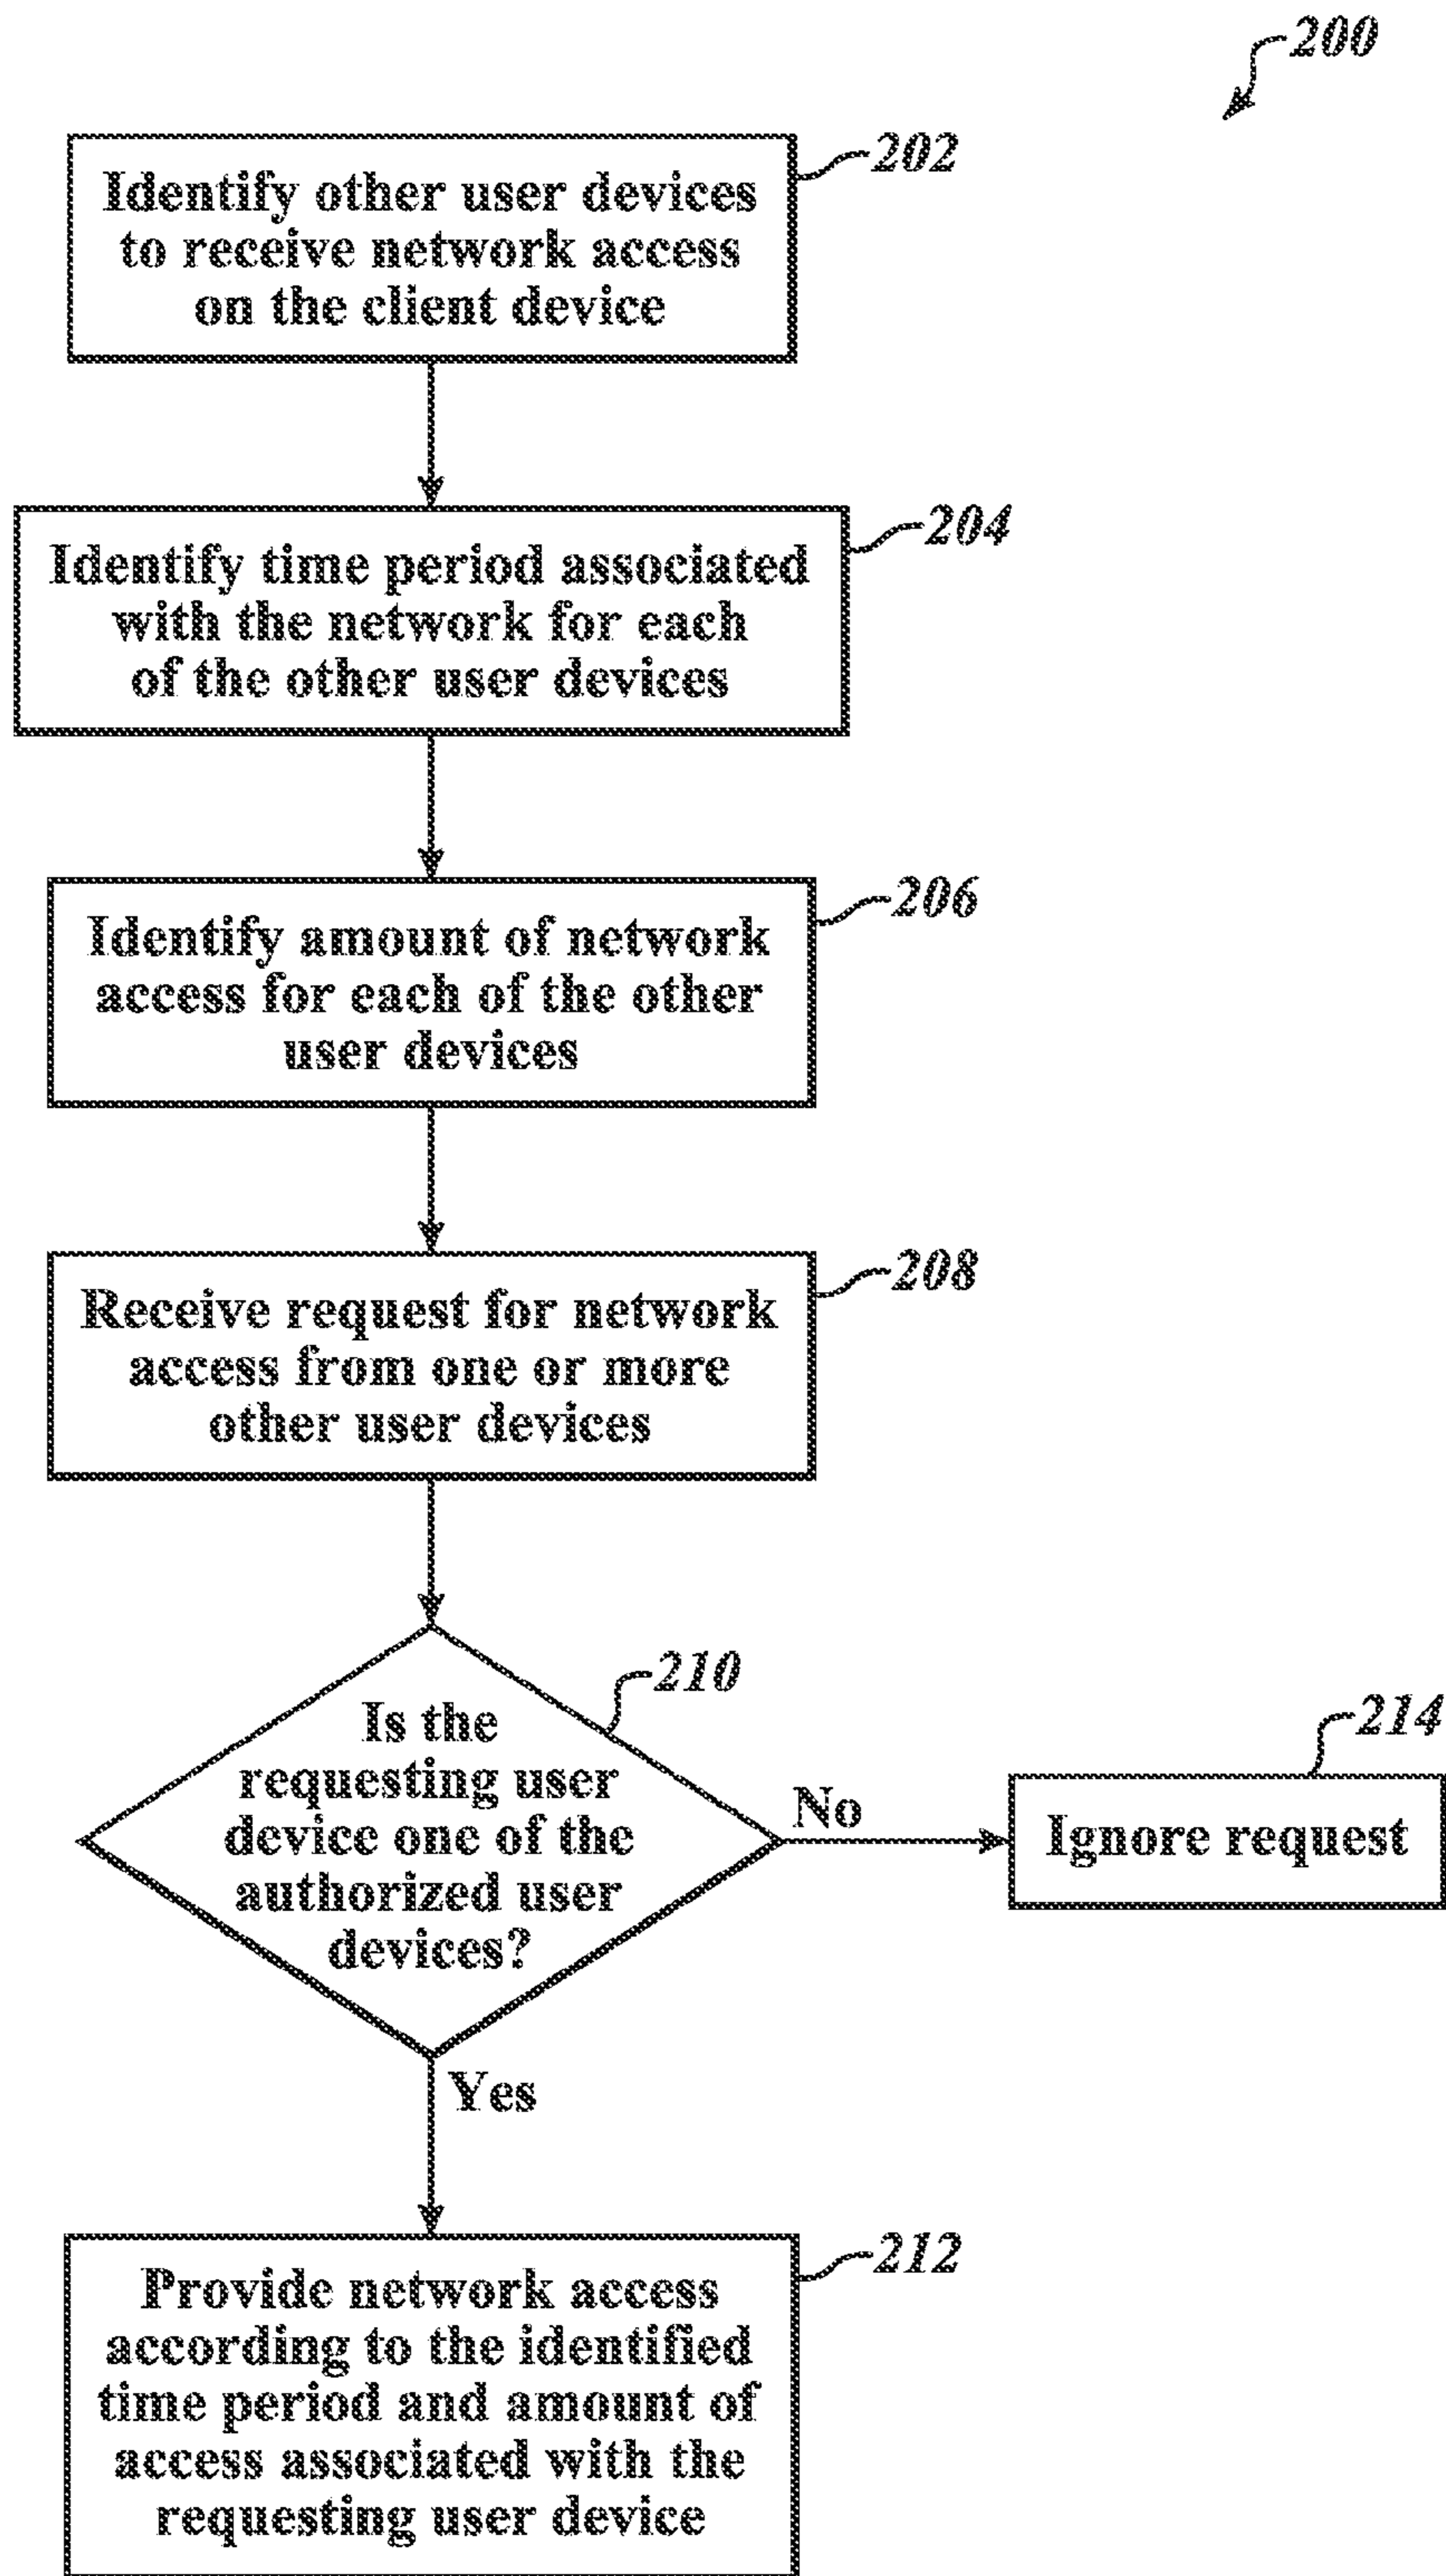 200
202
Identify other user devices
to receive network access
on the client device
204
Identify time period associated
with the network for each
of the other user devices
206
Identify amount of network
access for each of the other
user devices
208
Receive request for network
access from one or more
other user devices
210
Is the
requesting user
device one of the
authorized user
devices?
No
214
Ignore request
Yes
212
Provide network access
according to the identified
time period and amount of
access associated with the
requesting user device